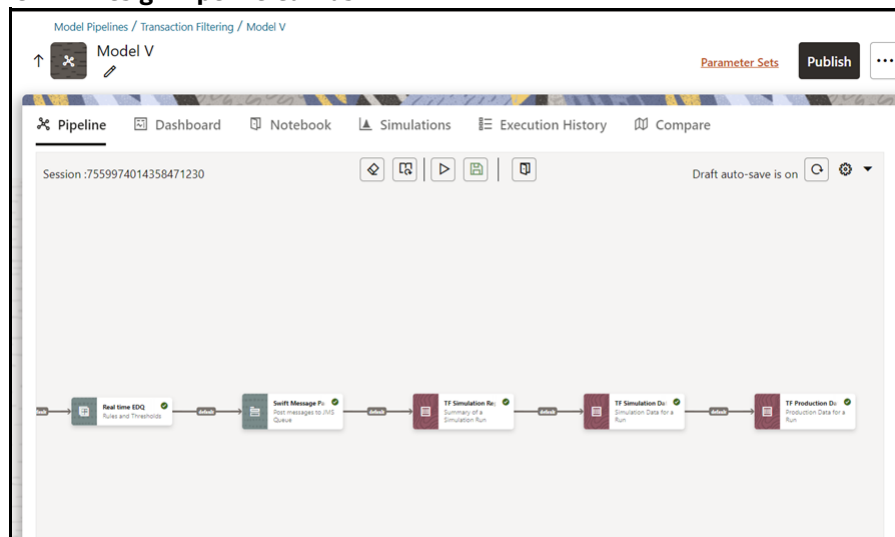 Model Pipelines / Transaction Filtering / Model V
Model V
Parameter Sets
Publish
Pipeline
Dashboard
Notebook
Simulations
Execution History
Compare
Session :7559974014358471230
Draft auto-save is on
Real time EDQ
Rules and Thresholds
default
Swift Message Pa
Post messages to JMS
Queue
default
TF Simulation Re
Summary of a
Simulation Run
default
TF Simulation Da
Simulation Data for a
Run
default
TF Production Da
Production Data for a
Run